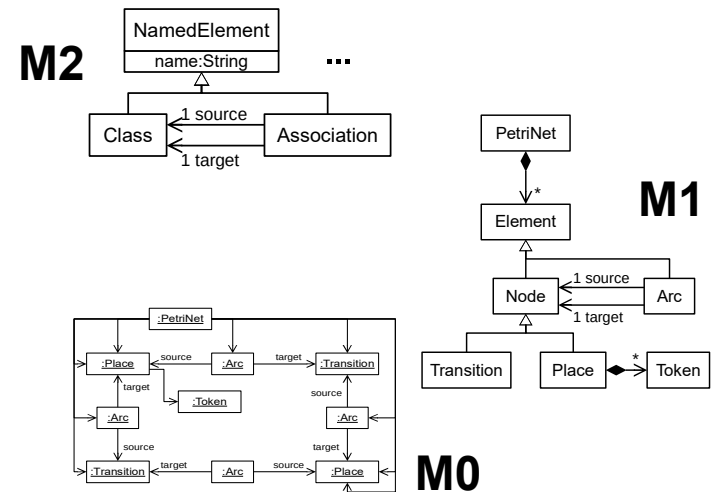 M2
NamedElement
name:String
...
1 source
Class
Association
1 target
M1
PetriNet
*
Element
1 source
Node
Arc
1 target
*
Transition
Place
Token
:PetriNet
source
target
:Place
:Arc
:Transition
target
source
:Token
:Arc
:Arc
source
target
target
source
:Transition
:Arc
:Place
M0